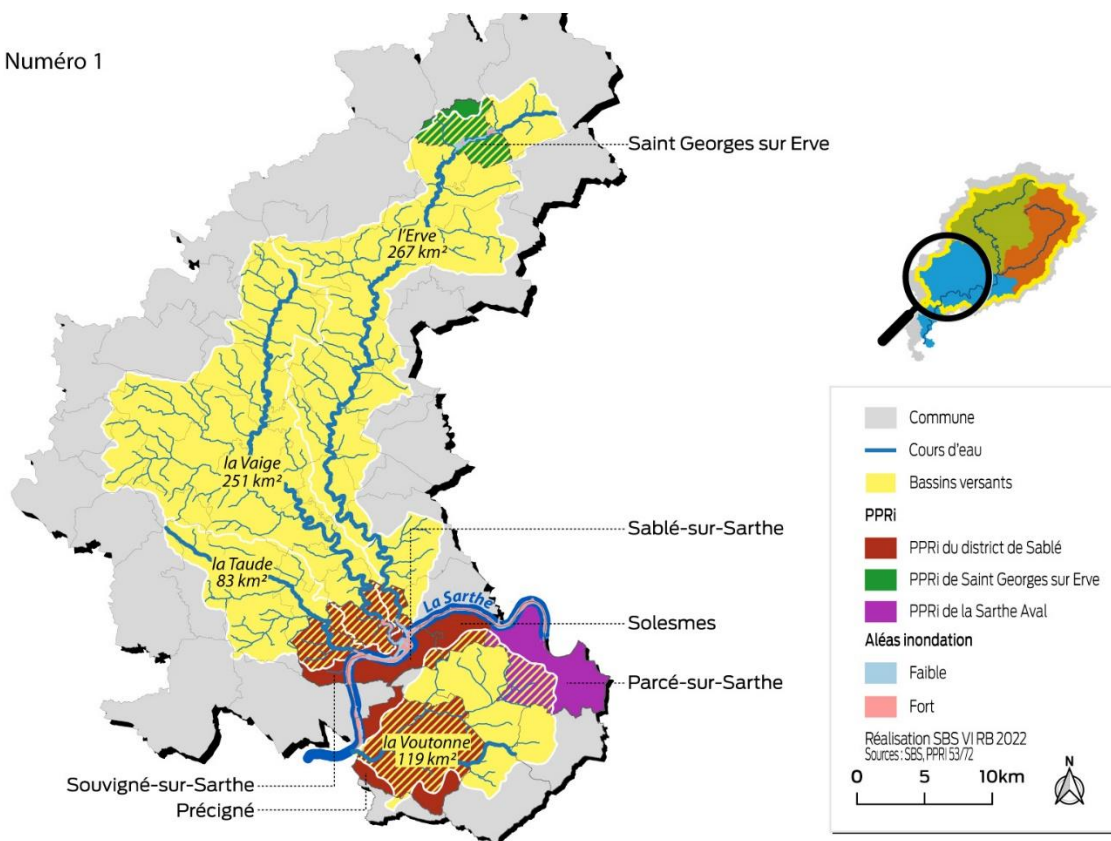 Numéro 1
Saint Georges sur Erve
l'Erve
267 km²
la Vaige
251 km²
Sablé-sur-Sarthe
la Taude
83 km²
La Sarthe
Solesmes
Parcé-sur-Sarthe
la Voutonne
119 km²
Souvigné-sur-Sarthe
Précigné
Commune
Cours d'eau
Bassins versants
PPRi
PPRi du district de Sablé
PPRi de Saint Georges sur Erve
PPRi de la Sarthe Aval
Aléas inondation
Faible
Fort
Réalisation SBS VI RB 2022
Sources : SBS, PPRI 53/72
0 5 10km
N